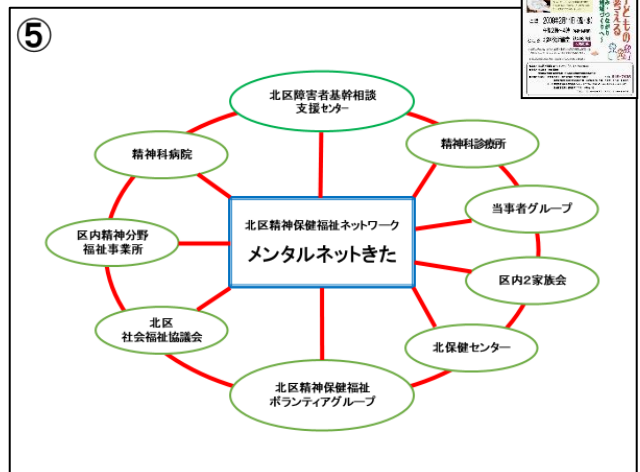 ⑤
北区障害者基幹相談
支援センター
精神科病院
精神科診療所
区内精神分野
福祉事業所
北区精神保健福祉ネットワーク
メンタルネットきた
当事者グループ
区内2家族会
北区
社会福祉協議会
北保健センター
北区精神保健福祉
ボランティアグループ